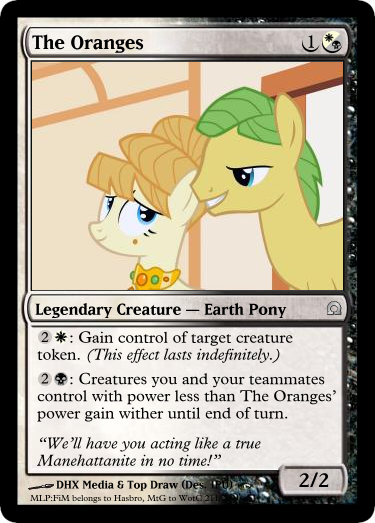 The Oranges 1
2 : Gain control of target creature
token. (This effect lasts indefinitely.)
2 : Creatures you and your teammates
control with power less than The Oranges'
power gain wither until end of turn.
"We'll have you acting like a true
Manehattanite in no time!"
Legendary Creature — Earth Pony
2/2
DHX Media & Top Draw (Des.
MLP:FiM belongs to Hasbro, MtG to WotC